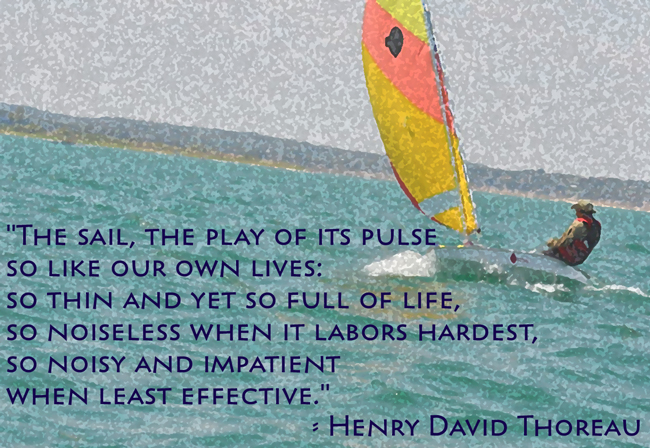 "The sail, the play of its pulse
so like our own lives:
so thin and yet so full of life,
so noiseless when it labors hardest,
so noisy and impatient
when least effective."
- Henry David Thoreau